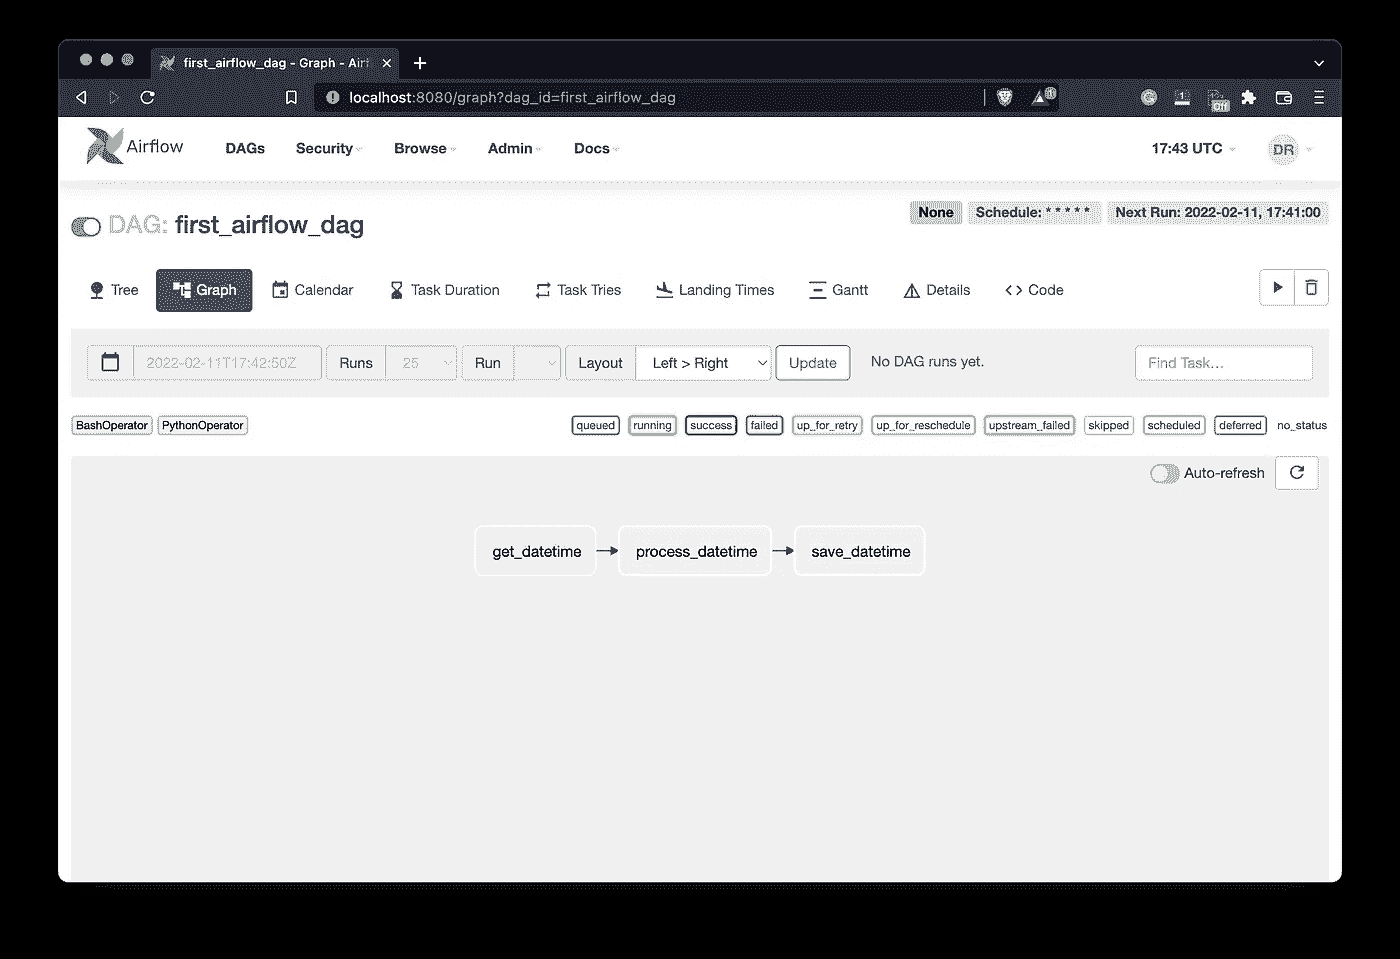 first_airflow_dag - Graph - Airf
localhost:8080/graph?dag_id=first_airflow_dag
1
Off
Airflow DAGs Security Browse Admin Docs 17:43 UTC DR
DAG: first_airflow_dag None Schedule: * * * * * Next Run: 2022-02-11, 17:41:00
Tree Graph Calendar Task Duration Task Tries Landing Times Gantt Details Code
2022-02-11T17:42:50Z Runs 25 Run Layout Left > Right Update No DAG runs yet. Find Task...
BashOperator PythonOperator queued running success failed up_for_retry up_for_reschedule upstream_failed skipped scheduled deferred no_status
Auto-refresh
get_datetime process_datetime save_datetime